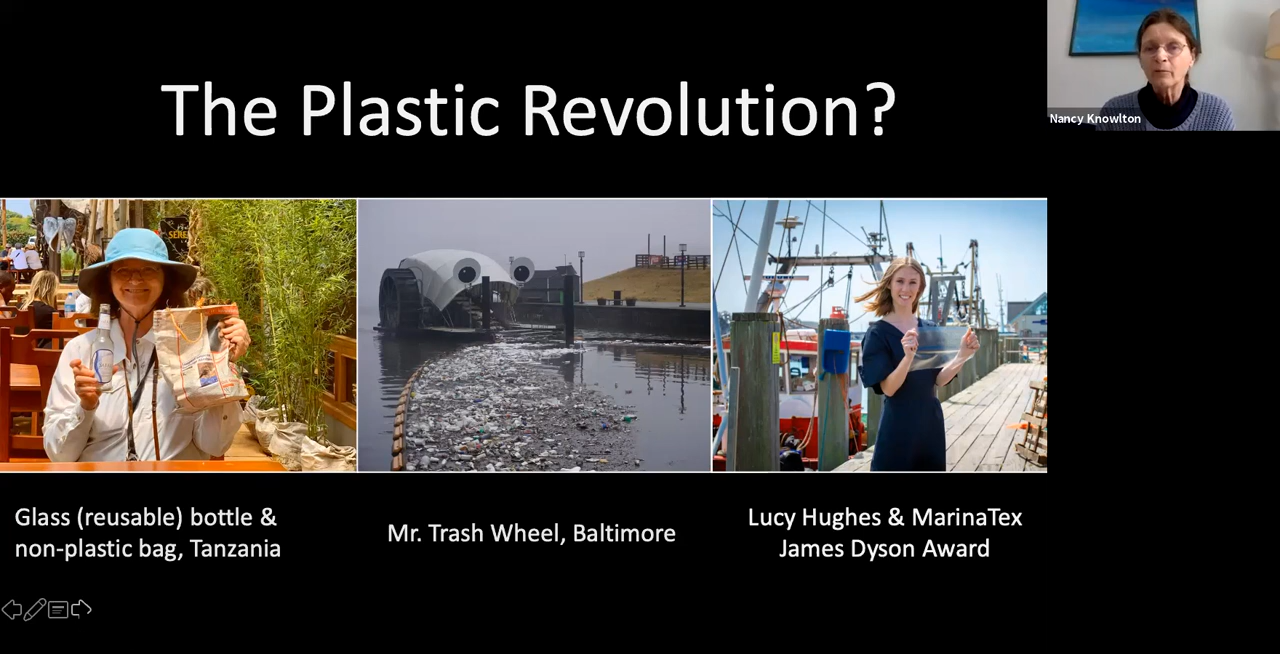 The Plastic Revolution?
Nancy Knowlton
SERE
Glass (reusable) bottle &
non-plastic bag, Tanzania
Mr. Trash Wheel, Baltimore
Lucy Hughes & MarinaTex
James Dyson Award